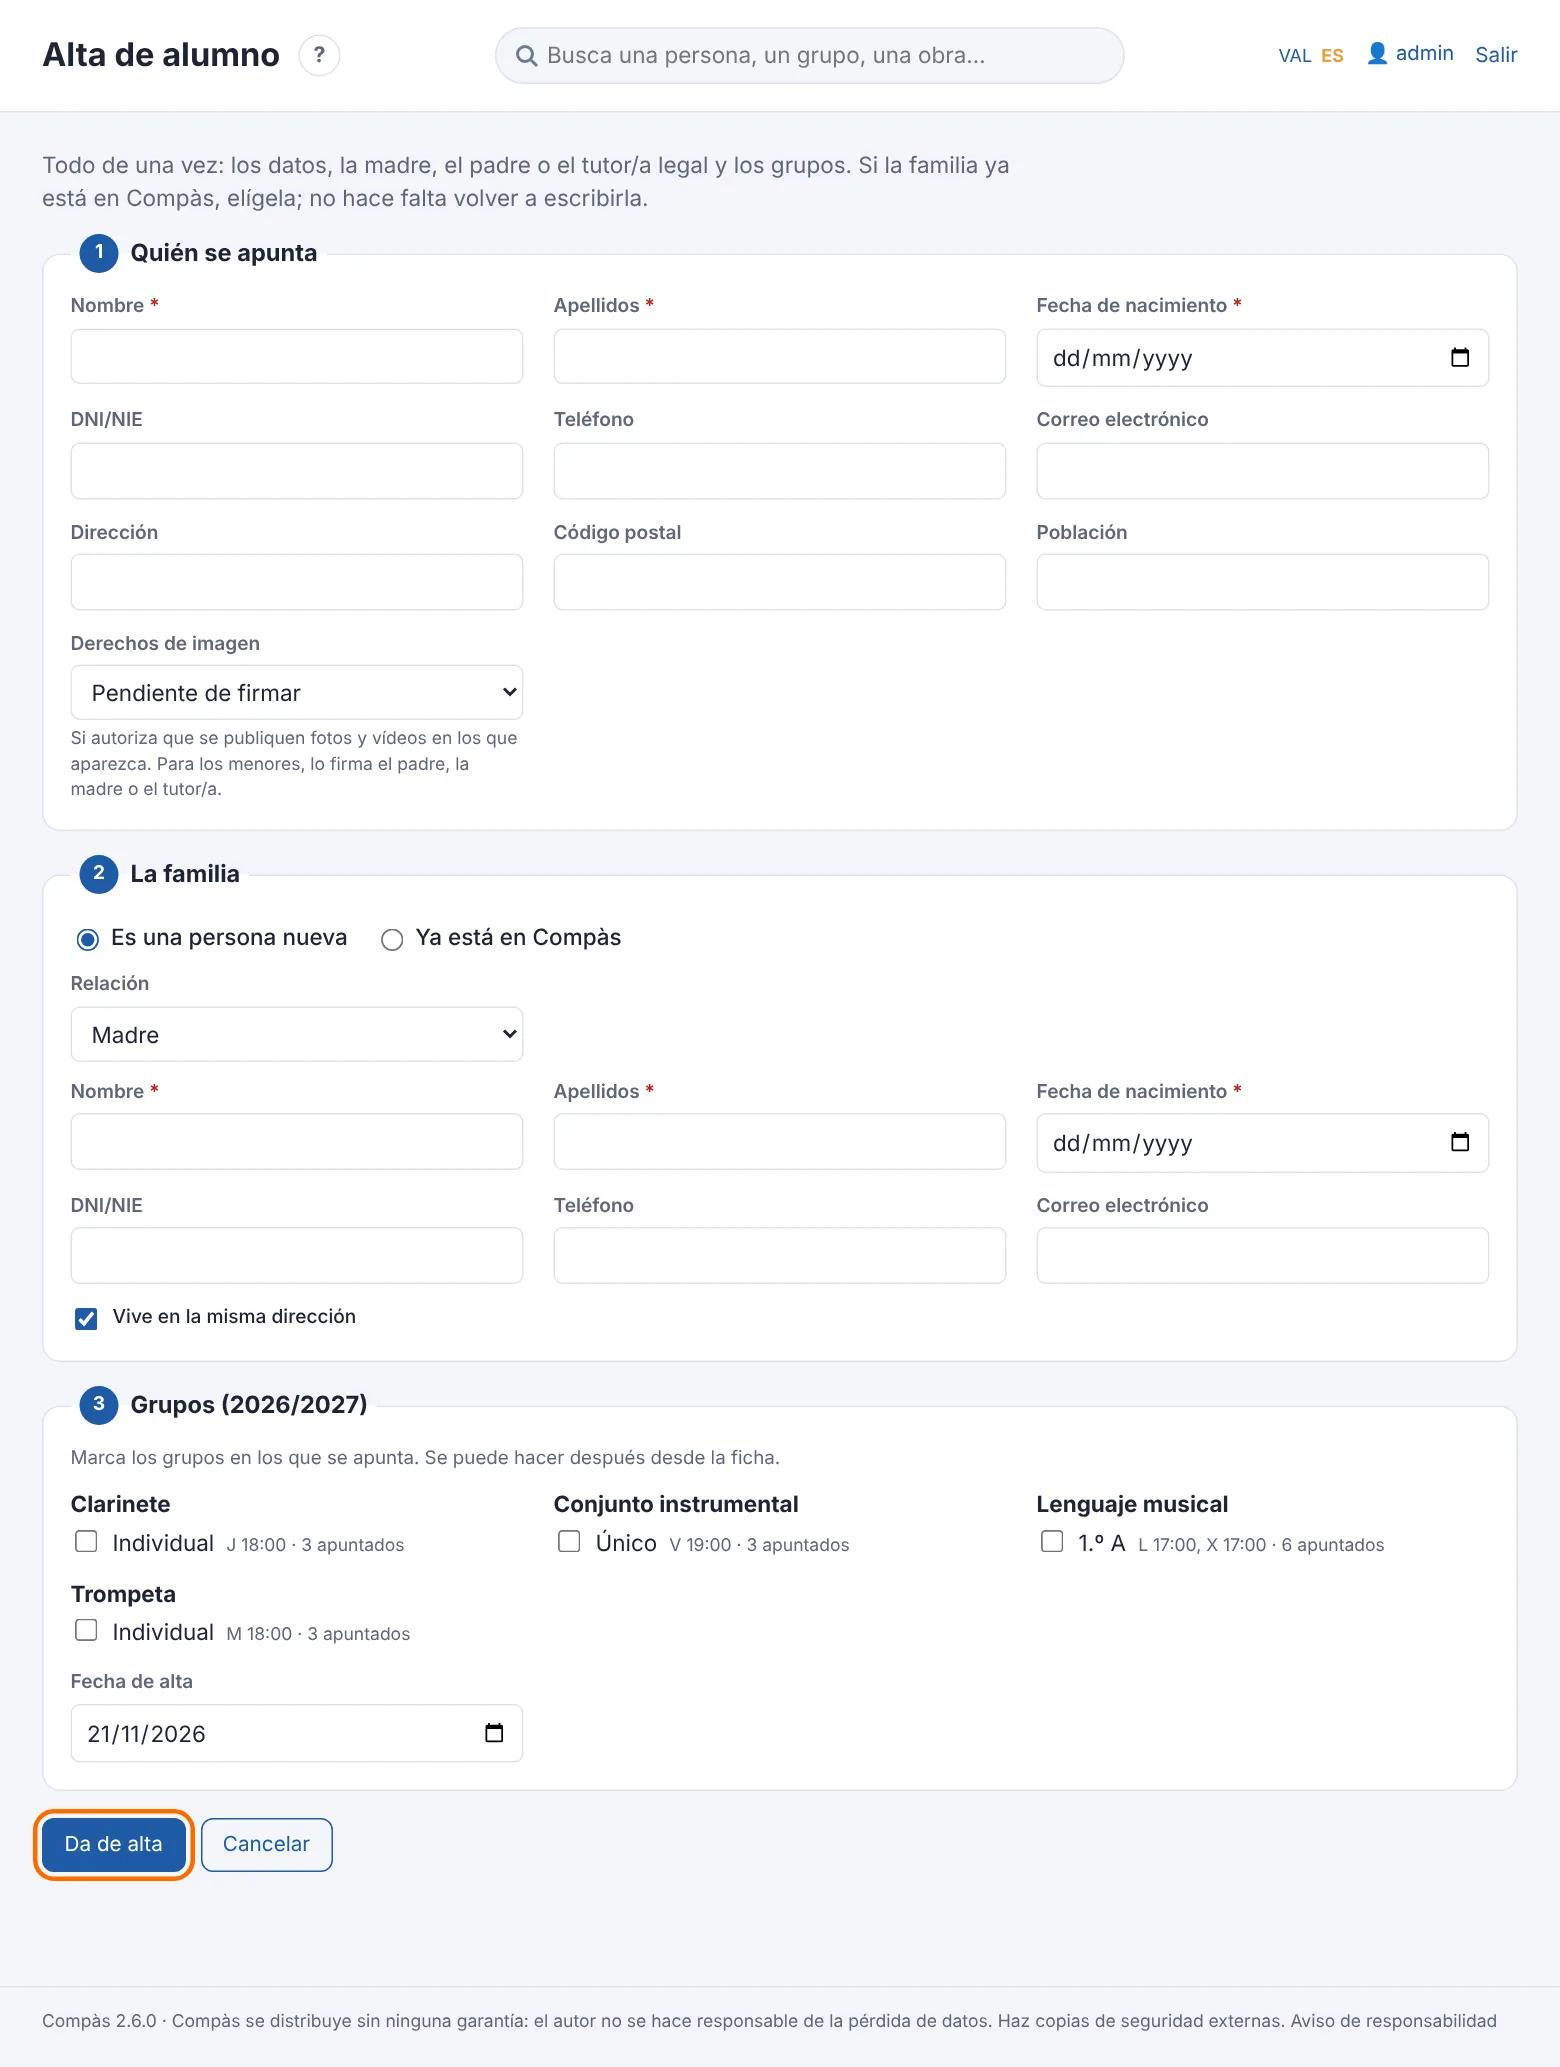 Alta de alumno ?
Busca una persona, un grupo, una obra...
VAL ES admin Salir
Todo de una vez: los datos, la madre, el padre o el tutor/a legal y los grupos. Si la familia ya
está en Compàs, elígela; no hace falta volver a escribirla.
1 Quién se apunta
Nombre * Apellidos * Fecha de nacimiento *
dd/mm/yyyy
DNI/NIE Teléfono Correo electrónico
Dirección Código postal Población
Derechos de imagen
Pendiente de firmar
Si autoriza que se publiquen fotos y vídeos en los que
aparezca. Para los menores, lo firma el padre, la
madre o el tutor/a.
2 La familia
Es una persona nueva Ya está en Compàs
Relación
Madre
Nombre * Apellidos * Fecha de nacimiento *
dd/mm/yyyy
DNI/NIE Teléfono Correo electrónico
Vive en la misma dirección
3 Grupos (2026/2027)
Marca los grupos en los que se apunta. Se puede hacer después desde la ficha.
Clarinete Conjunto instrumental Lenguaje musical
Individual J 18:00 · 3 apuntados Único V 19:00 · 3 apuntados 1.º A L 17:00, X 17:00 · 6 apuntados
Trompeta
Individual M 18:00 · 3 apuntados
Fecha de alta
21/11/2026
Da de alta Cancelar
Compàs 2.6.0 · Compàs se distribuye sin ninguna garantía: el autor no se hace responsable de la pérdida de datos. Haz copias de seguridad externas. Aviso de responsabilidad